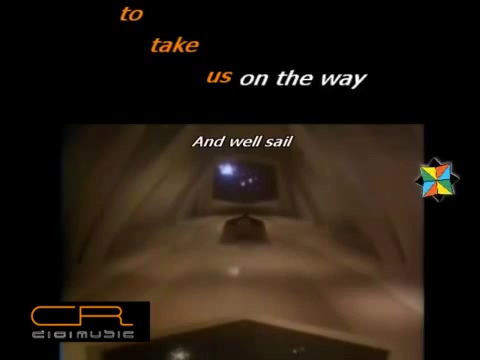 to
take
us on the way
And well sail
CR
DIGIMUSIC